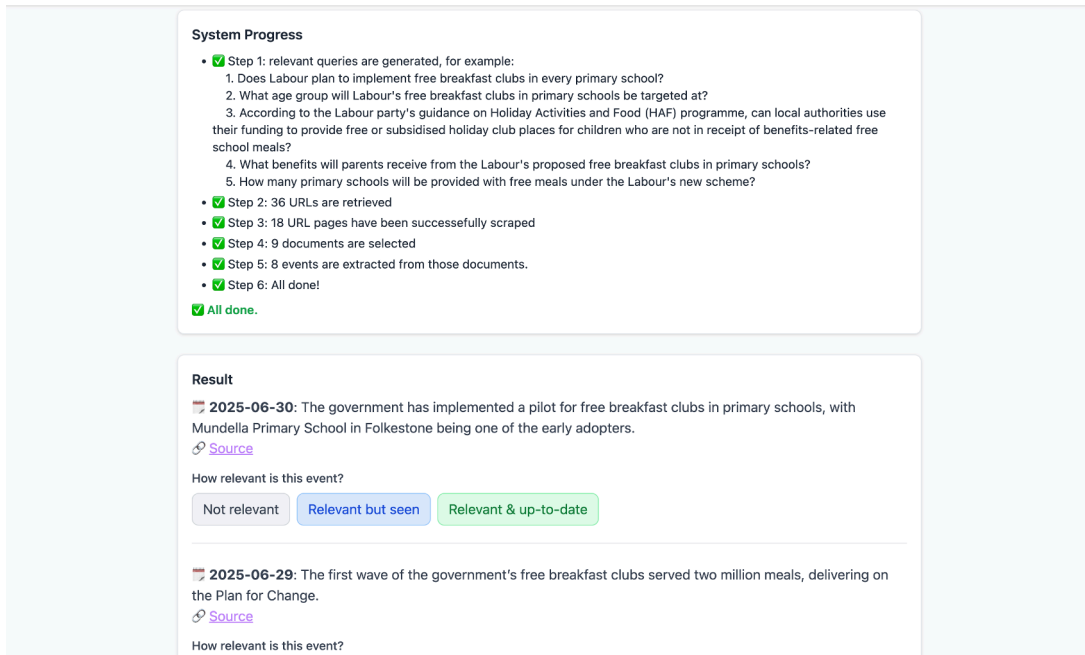 System Progress
• ✅ Step 1: relevant queries are generated, for example:
1. Does Labour plan to implement free breakfast clubs in every primary school?
2. What age group will Labour's free breakfast clubs in primary schools be targeted at?
3. According to the Labour party's guidance on Holiday Activities and Food (HAF) programme, can local authorities use
their funding to provide free or subsidised holiday club places for children who are not in receipt of benefits-related free
school meals?
4. What benefits will parents receive from the Labour's proposed free breakfast clubs in primary schools?
5. How many primary schools will be provided with free meals under the Labour's new scheme?
• ✅ Step 2: 36 URLs are retrieved
• ✅ Step 3: 18 URL pages have been successefully scraped
• ✅ Step 4: 9 documents are selected
• ✅ Step 5: 8 events are extracted from those documents.
• ✅ Step 6: All done!
✅ All done.
Result
🗓️ 2025-06-30: The government has implemented a pilot for free breakfast clubs in primary schools, with
Mundella Primary School in Folkestone being one of the early adopters.
🔗 Source
How relevant is this event?
Not relevant Relevant but seen Relevant & up-to-date
🗓️ 2025-06-29: The first wave of the government’s free breakfast clubs served two million meals, delivering on
the Plan for Change.
🔗 Source
How relevant is this event?